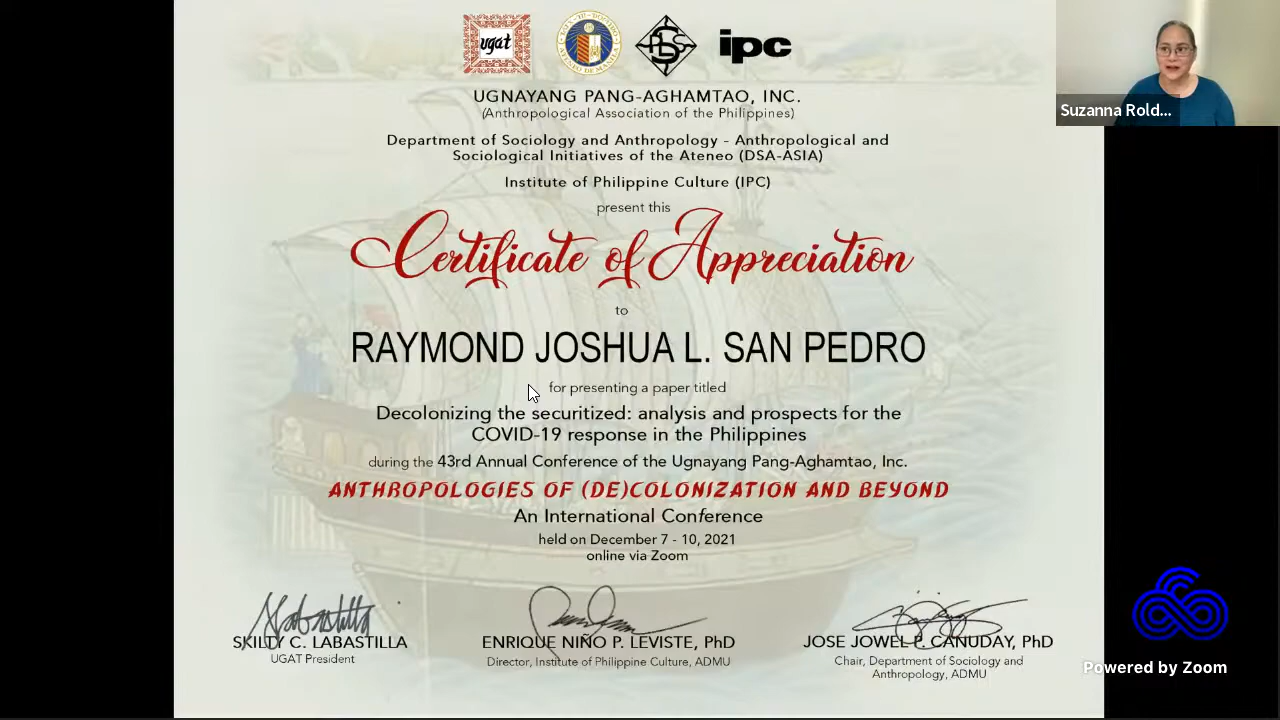 ugat
ipc
UGNAYANG PANG-AGHAMTAO, INC.
(Anthropological Association of the Philippines)
Department of Sociology and Anthropology - Anthropological and
Sociological Initiatives of the Ateneo (DSA-ASIA)
Institute of Philippine Culture (IPC)
present this
Certificate of Appreciation
to
RAYMOND JOSHUA L. SAN PEDRO
for presenting a paper titled
Decolonizing the securitized: analysis and prospects for the
COVID-19 response in the Philippines
during the 43rd Annual Conference of the Ugnayang Pang-Aghamtao, Inc.
ANTHROPOLOGIES OF (DE)COLONIZATION AND BEYOND
An International Conference
held on December 7 - 10, 2021
online via Zoom
SKILTY C. LABASTILLA
UGAT President
ENRIQUE NIÑO P. LEVISTE, PhD
Director, Institute of Philippine Culture, ADMU
JOSE JOWEL P. CANUDAY, PhD
Chair, Department of Sociology and
Anthropology, ADMU
Suzanna Rold...
Powered by Zoom